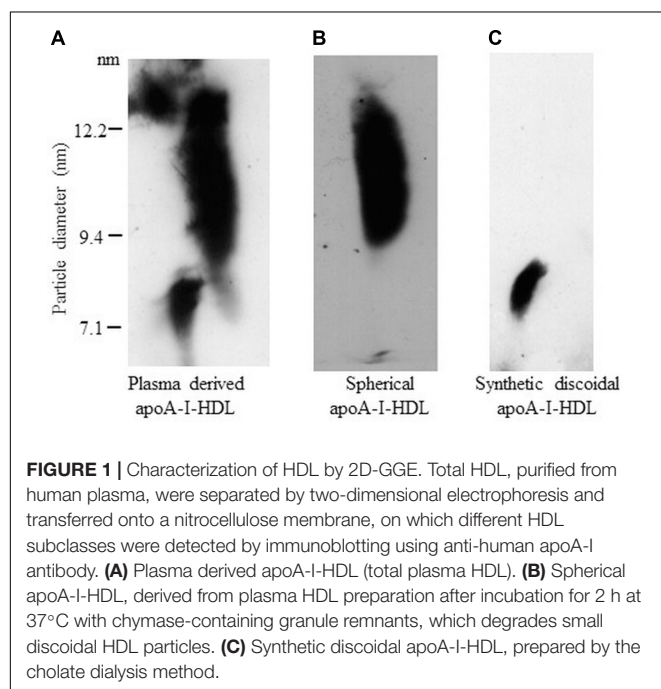 A
B
C
nm
12.2
9.4
7.1
Particle diameter (nm)
Plasma derived
apoA-I-HDL
Spherical
apoA-I-HDL
Synthetic discoidal
apoA-I-HDL
FIGURE 1 | Characterization of HDL by 2D-GGE. Total HDL, purified from
human plasma, were separated by two-dimensional electrophoresis and
transferred onto a nitrocellulose membrane, on which different HDL
subclasses were detected by immunoblotting using anti-human apoA-I
antibody. (A) Plasma derived apoA-I-HDL (total plasma HDL). (B) Spherical
apoA-I-HDL, derived from plasma HDL preparation after incubation for 2 h at
37°C with chymase-containing granule remnants, which degrades small
discoidal HDL particles. (C) Synthetic discoidal apoA-I-HDL, prepared by the
cholate dialysis method.